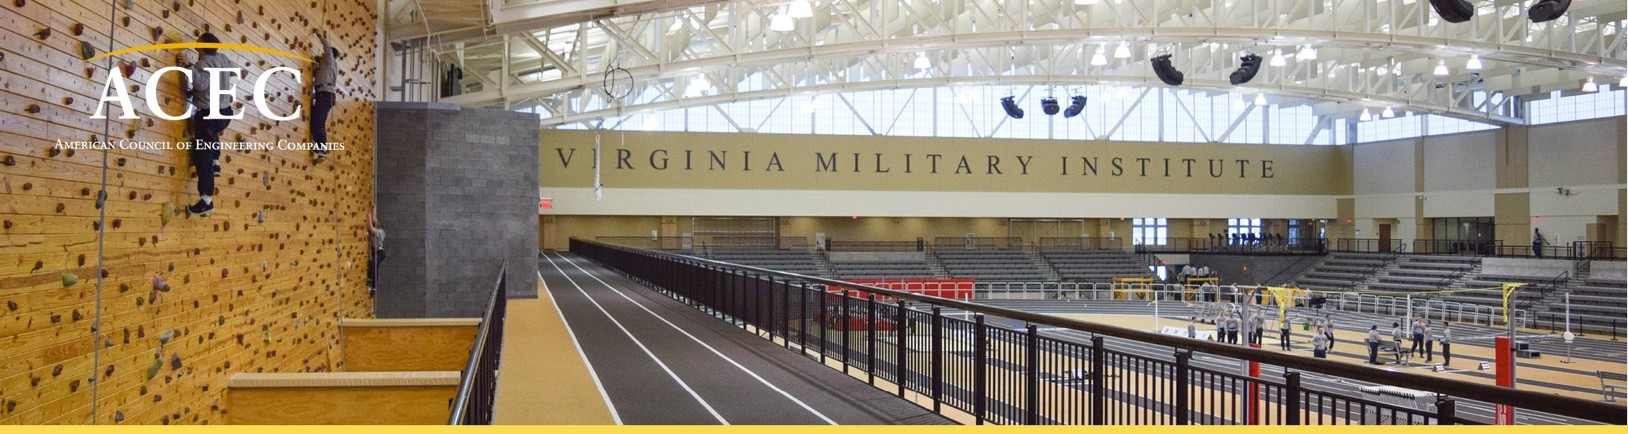 ACEC
AMERICAN COUNCIL OF ENGINEERING COMPANIES
VIRGINIA MILITARY INSTITUTE